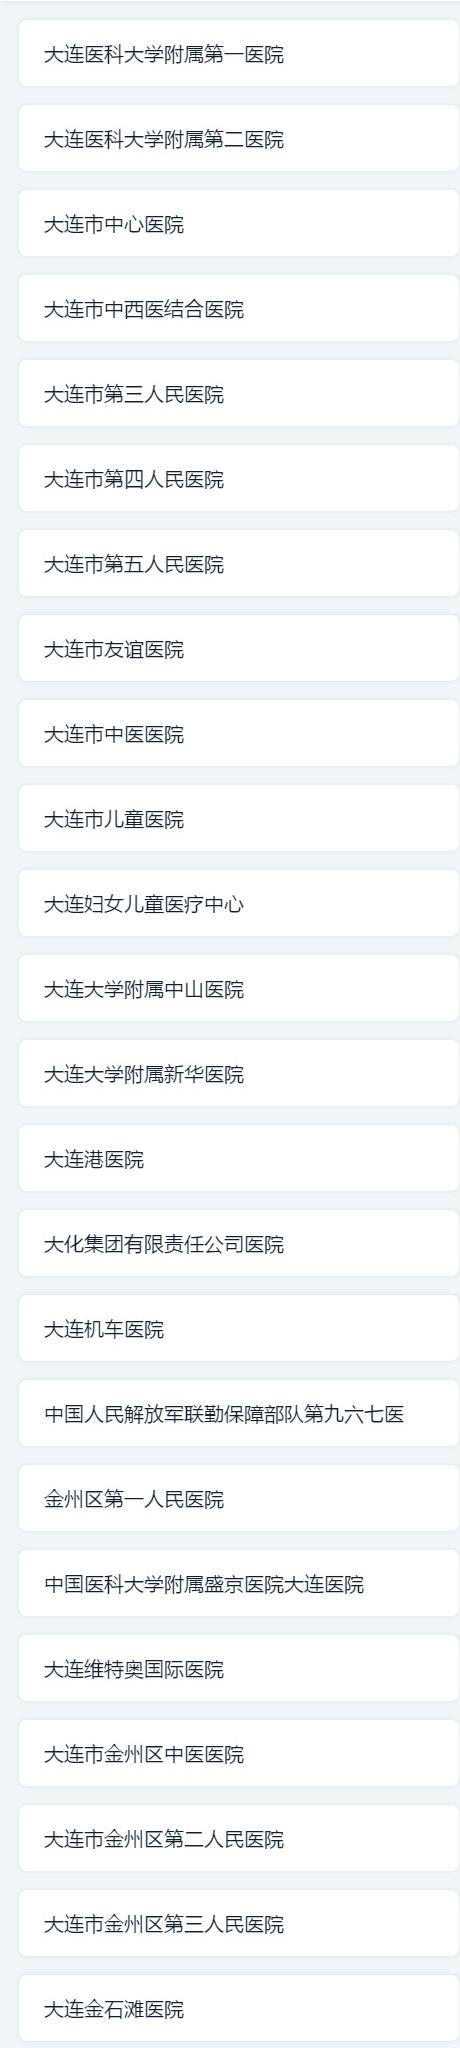 大连医科大学附属第一医院
大连医科大学附属第二医院
大连市中心医院
大连市中西医结合医院
大连市第三人民医院
大连市第四人民医院
大连市第五人民医院
大连市友谊医院
大连市中医医院
大连市儿童医院
大连妇女儿童医疗中心
大连大学附属中山医院
大连大学附属新华医院
大连港医院
大化集团有限责任公司医院
大连机车医院
中国人民解放军联勤保障部队第九六七医
金州区第一人民医院
中国医科大学附属盛京医院大连医院
大连维特奥国际医院
大连市金州区中医医院
大连市金州区第二人民医院
大连市金州区第三人民医院
大连金石滩医院